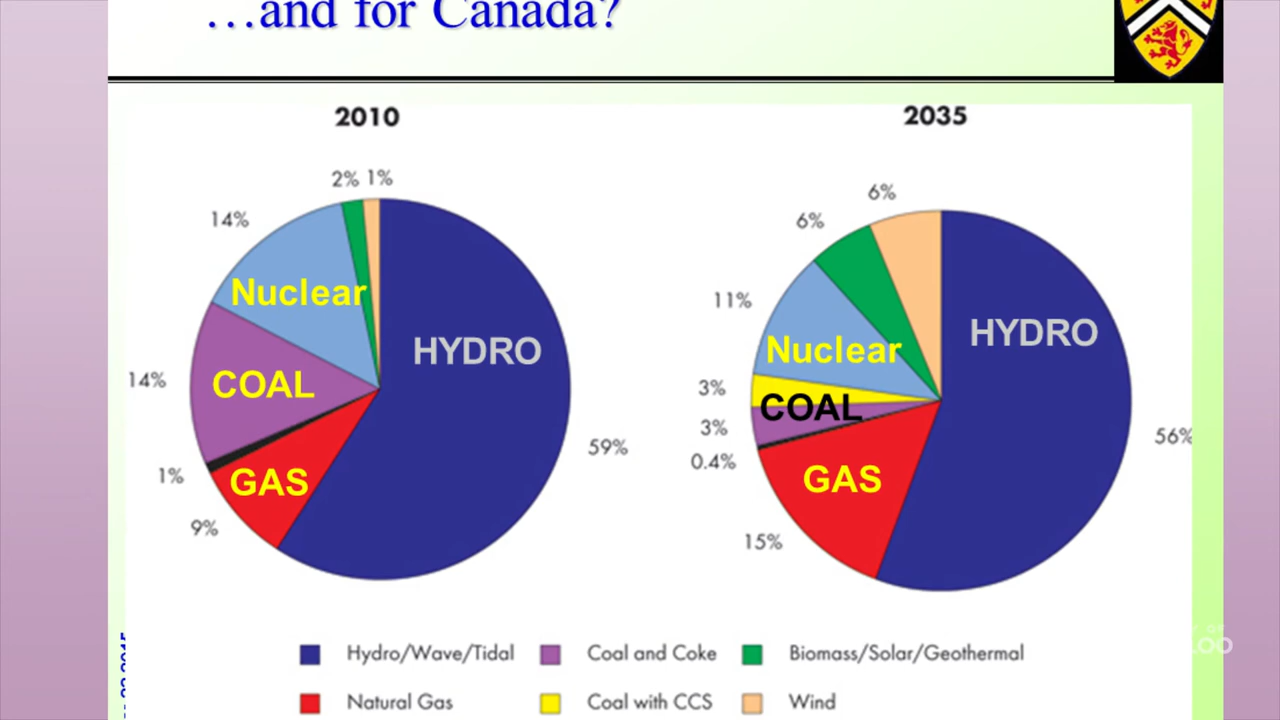 …and for Canada?
2010
2035
2% 1%
14%
Nuclear
HYDRO
COAL
14%
1%
GAS
9%
59%
6%
6%
11%
Nuclear
HYDRO
3%
COAL
3%
0.4%
GAS
15%
56%
Hydro/Wave/Tidal
Coal and Coke
Biomass/Solar/Geothermal
Natural Gas
Coal with CCS
Wind